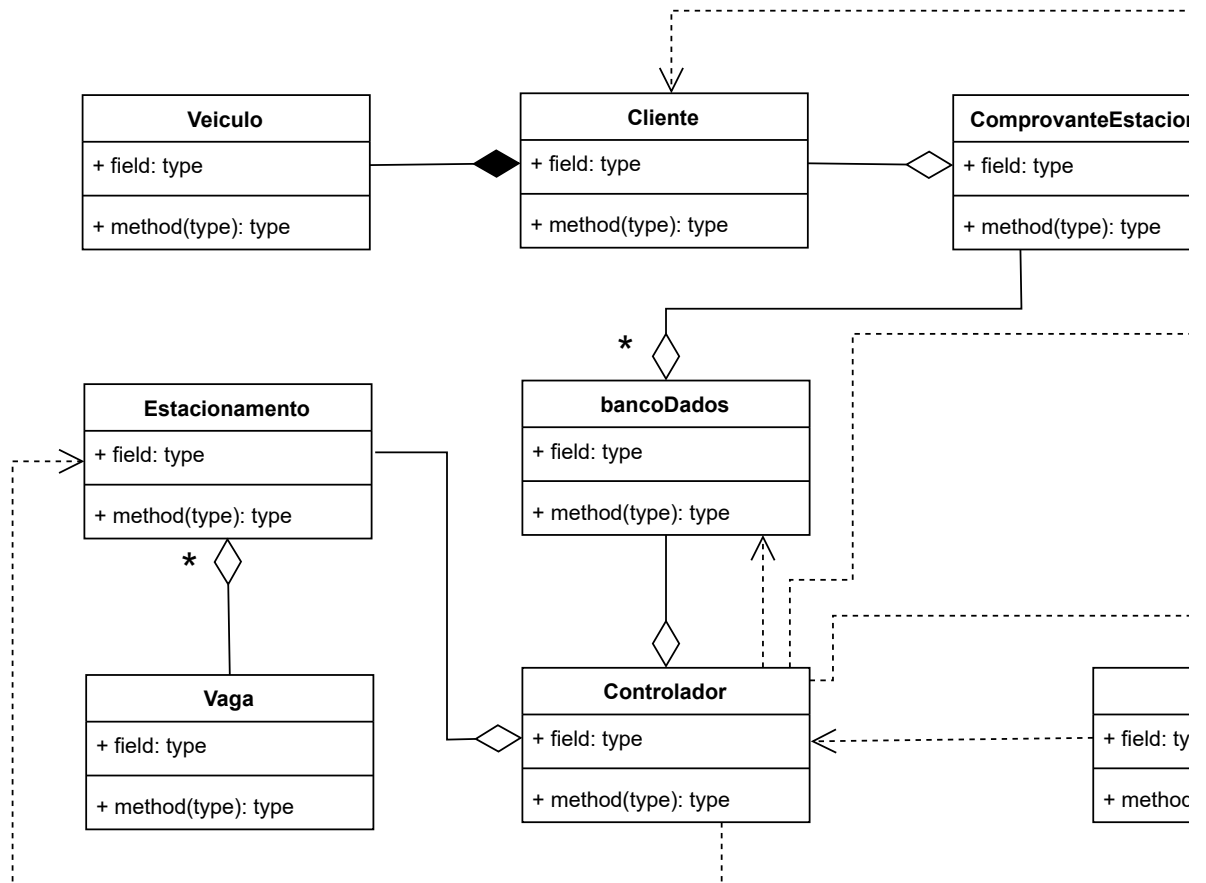 Veiculo
+ field: type
+ method(type): type
Cliente
+ field: type
+ method(type): type
ComprovanteEstacior
+ field: type
+ method(type): type
*
Estacionamento
+ field: type
+ method(type): type
*
bancoDados
+ field: type
+ method(type): type
Vaga
+ field: type
+ method(type): type
Controlador
+ field: type
+ method(type): type
+ field: ty
+ method